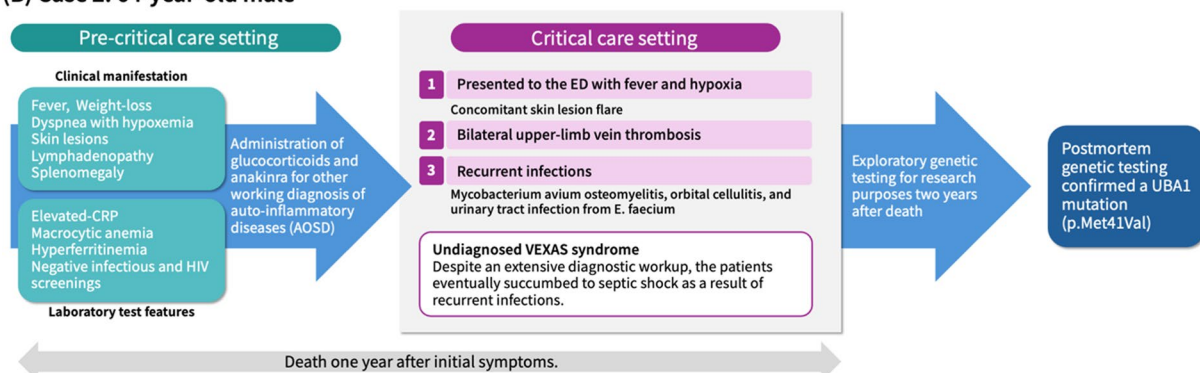 Pre-critical care setting
Critical care setting
Clinical manifestation
Fever, Weight-loss
Dyspnea with hypoxemia
Skin lesions
Lymphadenopathy
Splenomegaly
Elevated-CRP
Macrocytic anemia
Hyperferritinemia
Negative infectious and HIV
screenings
Laboratory test features
Administration of
glucocorticoids and
anakinra for other
working diagnosis of
auto-inflammatory
diseases (AOSD)
1 Presented to the ED with fever and hypoxia
Concomitant skin lesion flare
2 Bilateral upper-limb vein thrombosis
3 Recurrent infections
Mycobacterium avium osteomyelitis, orbital cellulitis, and
urinary tract infection from E. faecium
Undiagnosed VEXAS syndrome
Despite an extensive diagnostic workup, the patients
eventually succumbed to septic shock as a result of
recurrent infections.
Exploratory genetic
testing for research
purposes two years
after death
Postmortem
genetic testing
confirmed a UBA1
mutation
(p.Met41Val)
Death one year after initial symptoms.